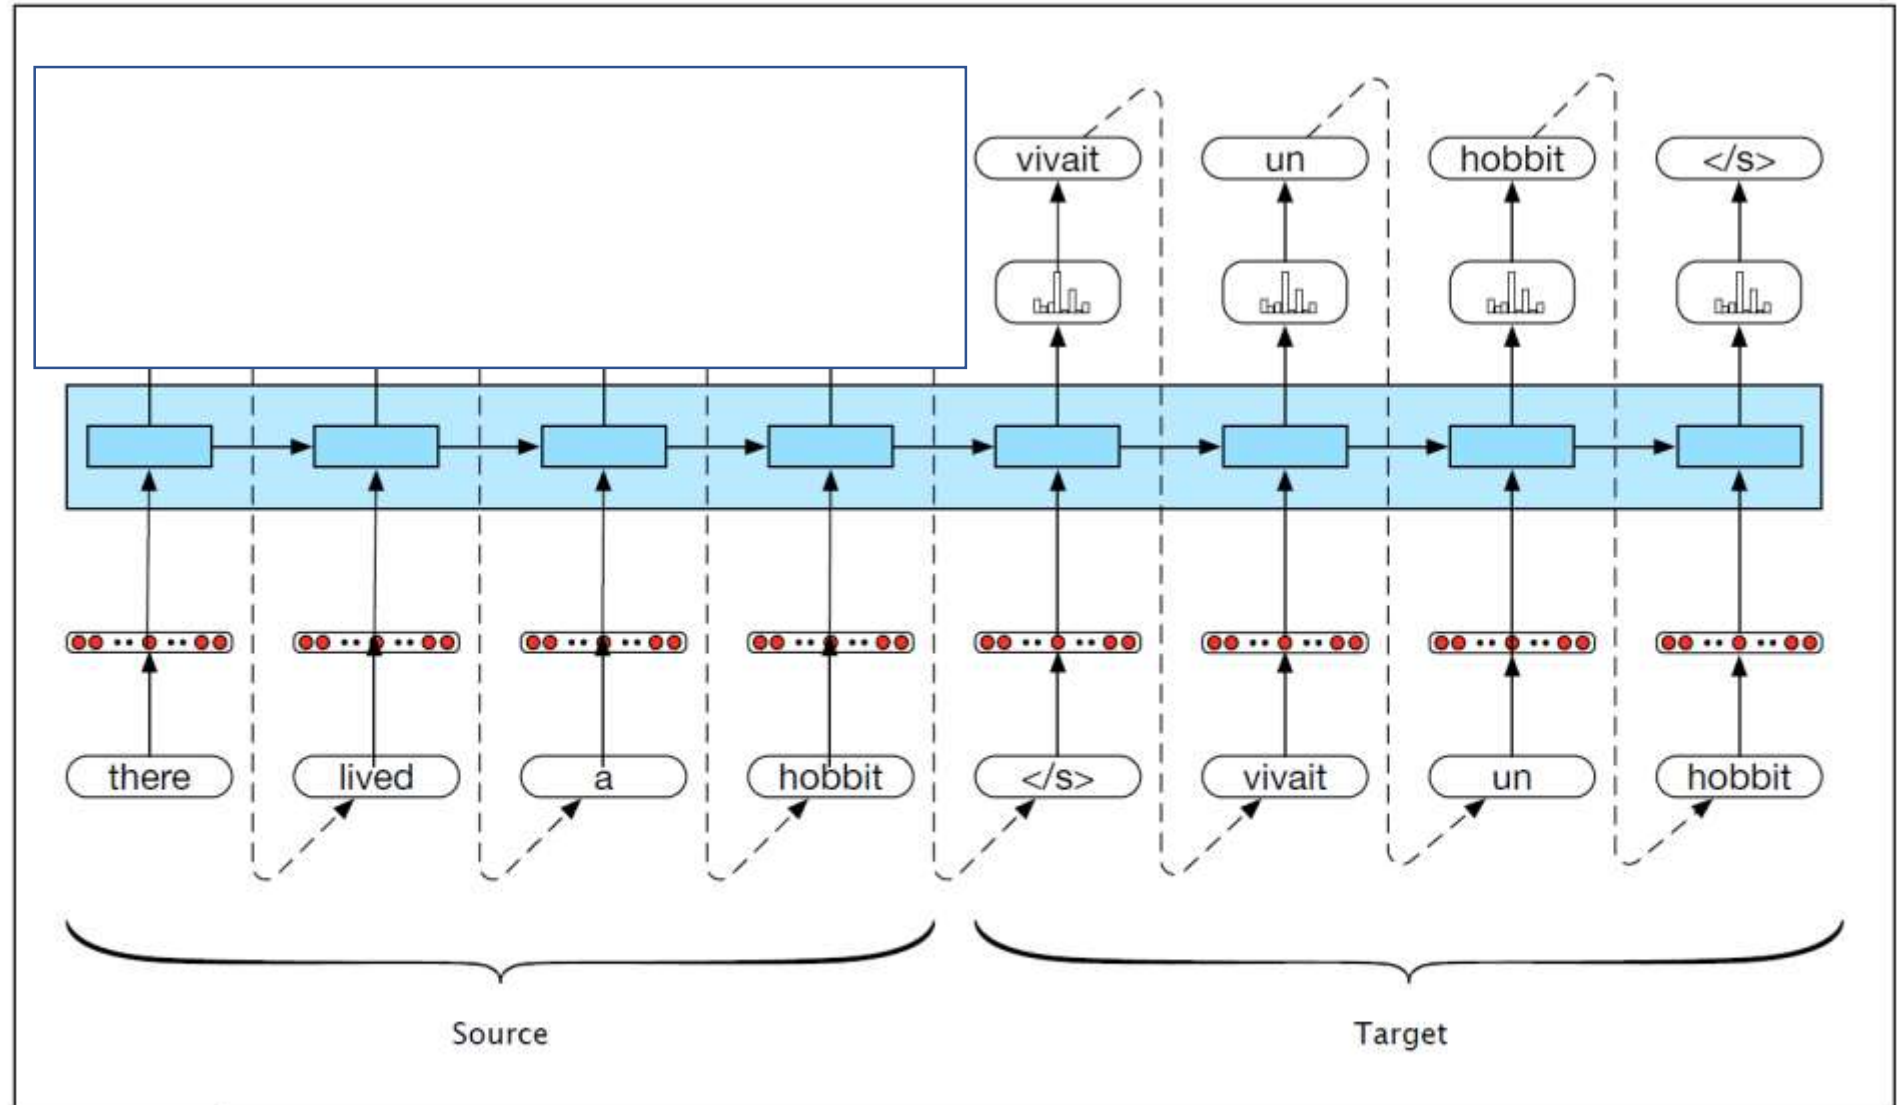 vivait un hobbit </s>
there lived a hobbit </s> vivait un hobbit
Source Target